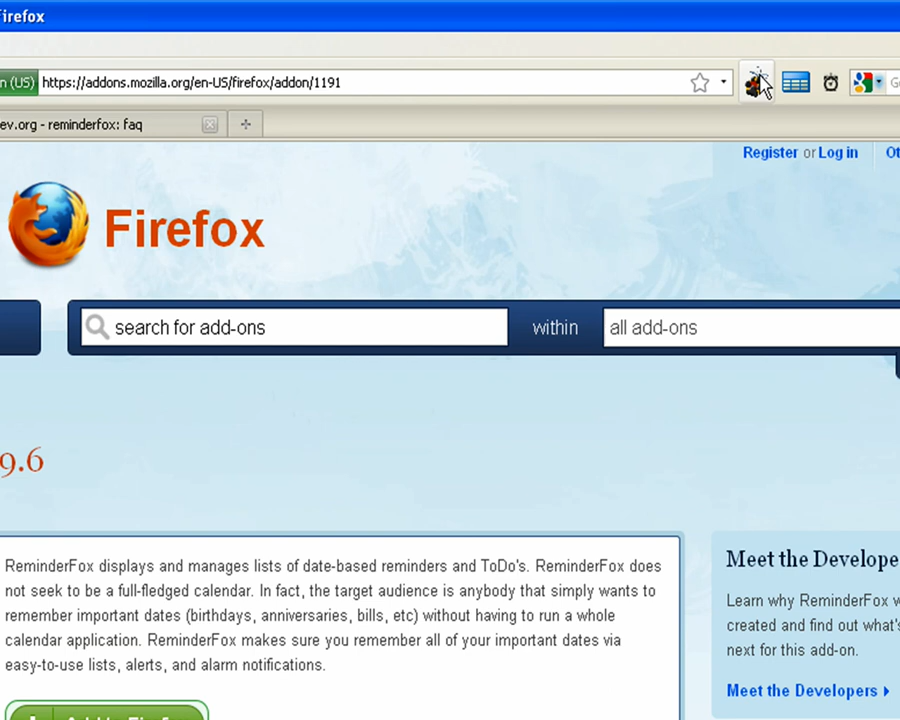 Firefox
n (US) https://addons.mozilla.org/en-US/firefox/addon/1191
ev.org - reminderfox: faq
Register or Log in
Firefox
search for add-ons within all add-ons
9.6
ReminderFox displays and manages lists of date-based reminders and ToDo's. ReminderFox does
not seek to be a full-fledged calendar. In fact, the target audience is anybody that simply wants to
remember important dates (birthdays, anniversaries, bills, etc) without having to run a whole
calendar application. ReminderFox makes sure you remember all of your important dates via
easy-to-use lists, alerts, and alarm notifications.
Meet the Develope
Learn why ReminderFox
created and find out what's
next for this add-on.
Meet the Developers